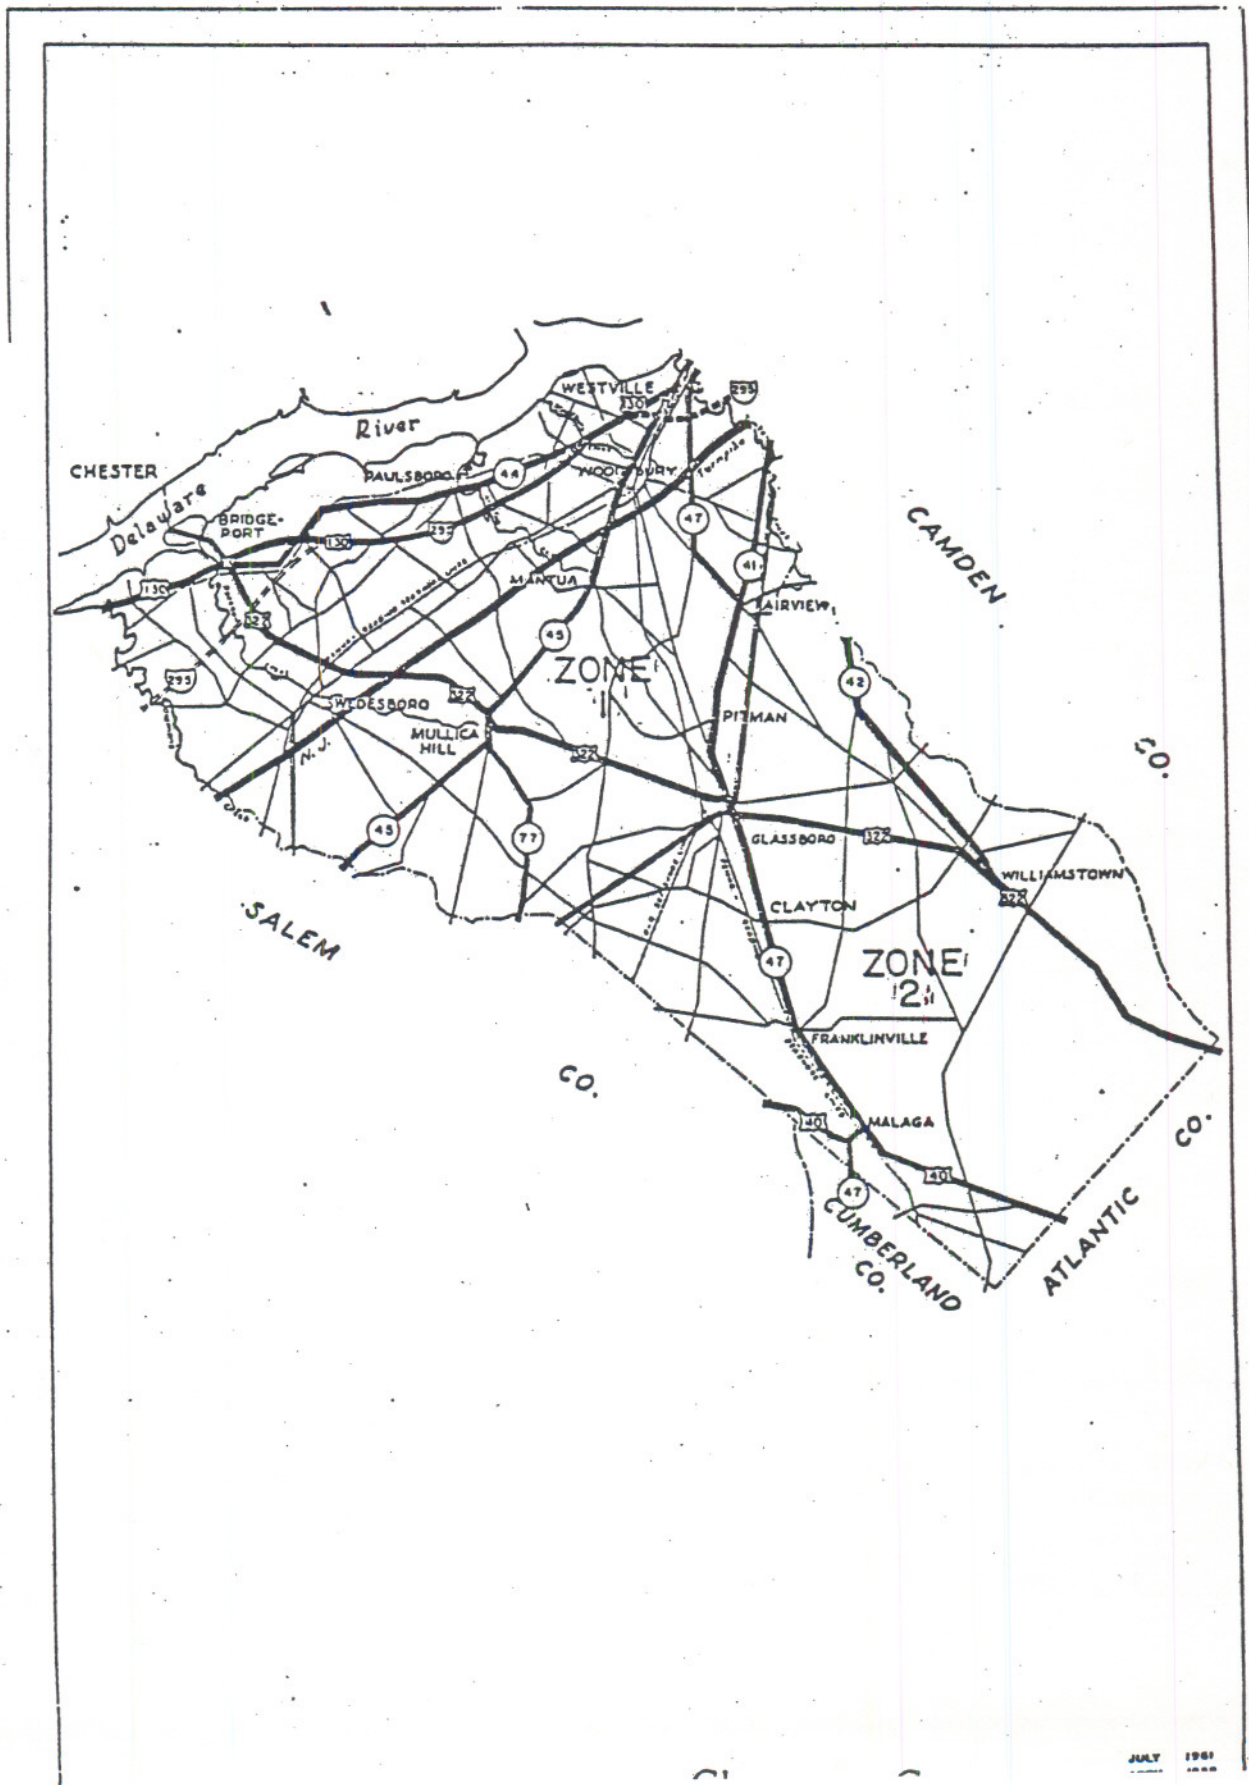 WESTVILLE
130
295
River
CHESTER
PAULSBORO
44
WOODBURY
Turnpike
Delaware
BRIDGE-
PORT
47
CAMDEN
130
295
41
MANTUA
130
322
FAIRVIEW
45
ZONE
1
42
295
322
SWEDESBORO
PITMAN
MULLICA
HILL
CO.
N. J.
322
45
77
GLASSBORO
322
WILLIAMSTOWN
322
SALEM
CLAYTON
47
ZONE
2
FRANKLINVILLE
CO.
40
MALAGA
CO.
40
47
CUMBERLAND
CO.
ATLANTIC
JULY 1961